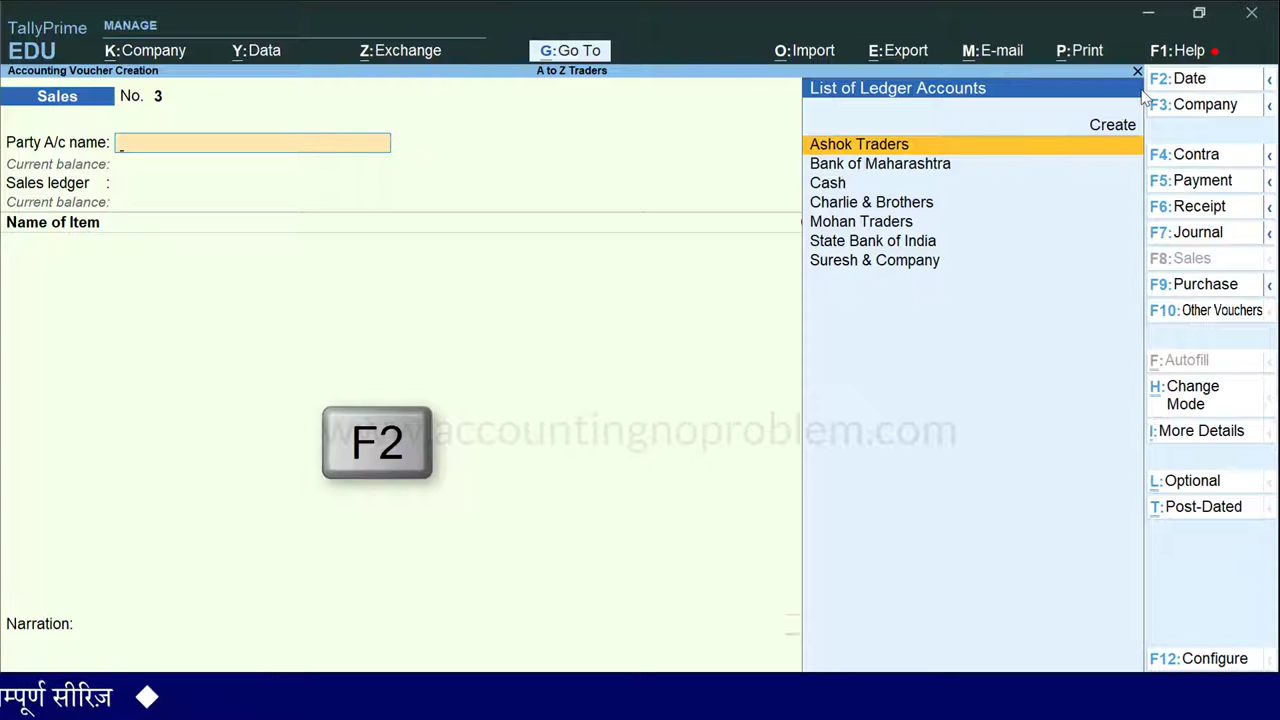 TallyPrime
EDU
MANAGE
K:Company
Y:Data
Z:Exchange
G:Go To
O:Import
E:Export
M:E-mail
P:Print
F1:Help
Accounting Voucher Creation
A to Z Traders
Sales
No. 3
Party A/c name:
Current balance:
Sales ledger :
Current balance:
Name of Item
Narration:
List of Ledger Accounts
Create
Ashok Traders
Bank of Maharashtra
Cash
Charlie & Brothers
Mohan Traders
State Bank of India
Suresh & Company
F2:Date
F3:Company
F4:Contra
F5:Payment
F6:Receipt
F7:Journal
F8:Sales
F9:Purchase
F10:Other Vouchers
F:Autofill
H:Change
Mode
I:More Details
L:Optional
T:Post-Dated
F12:Configure
F2
www.accountingnoproblem.com
सीरिज़